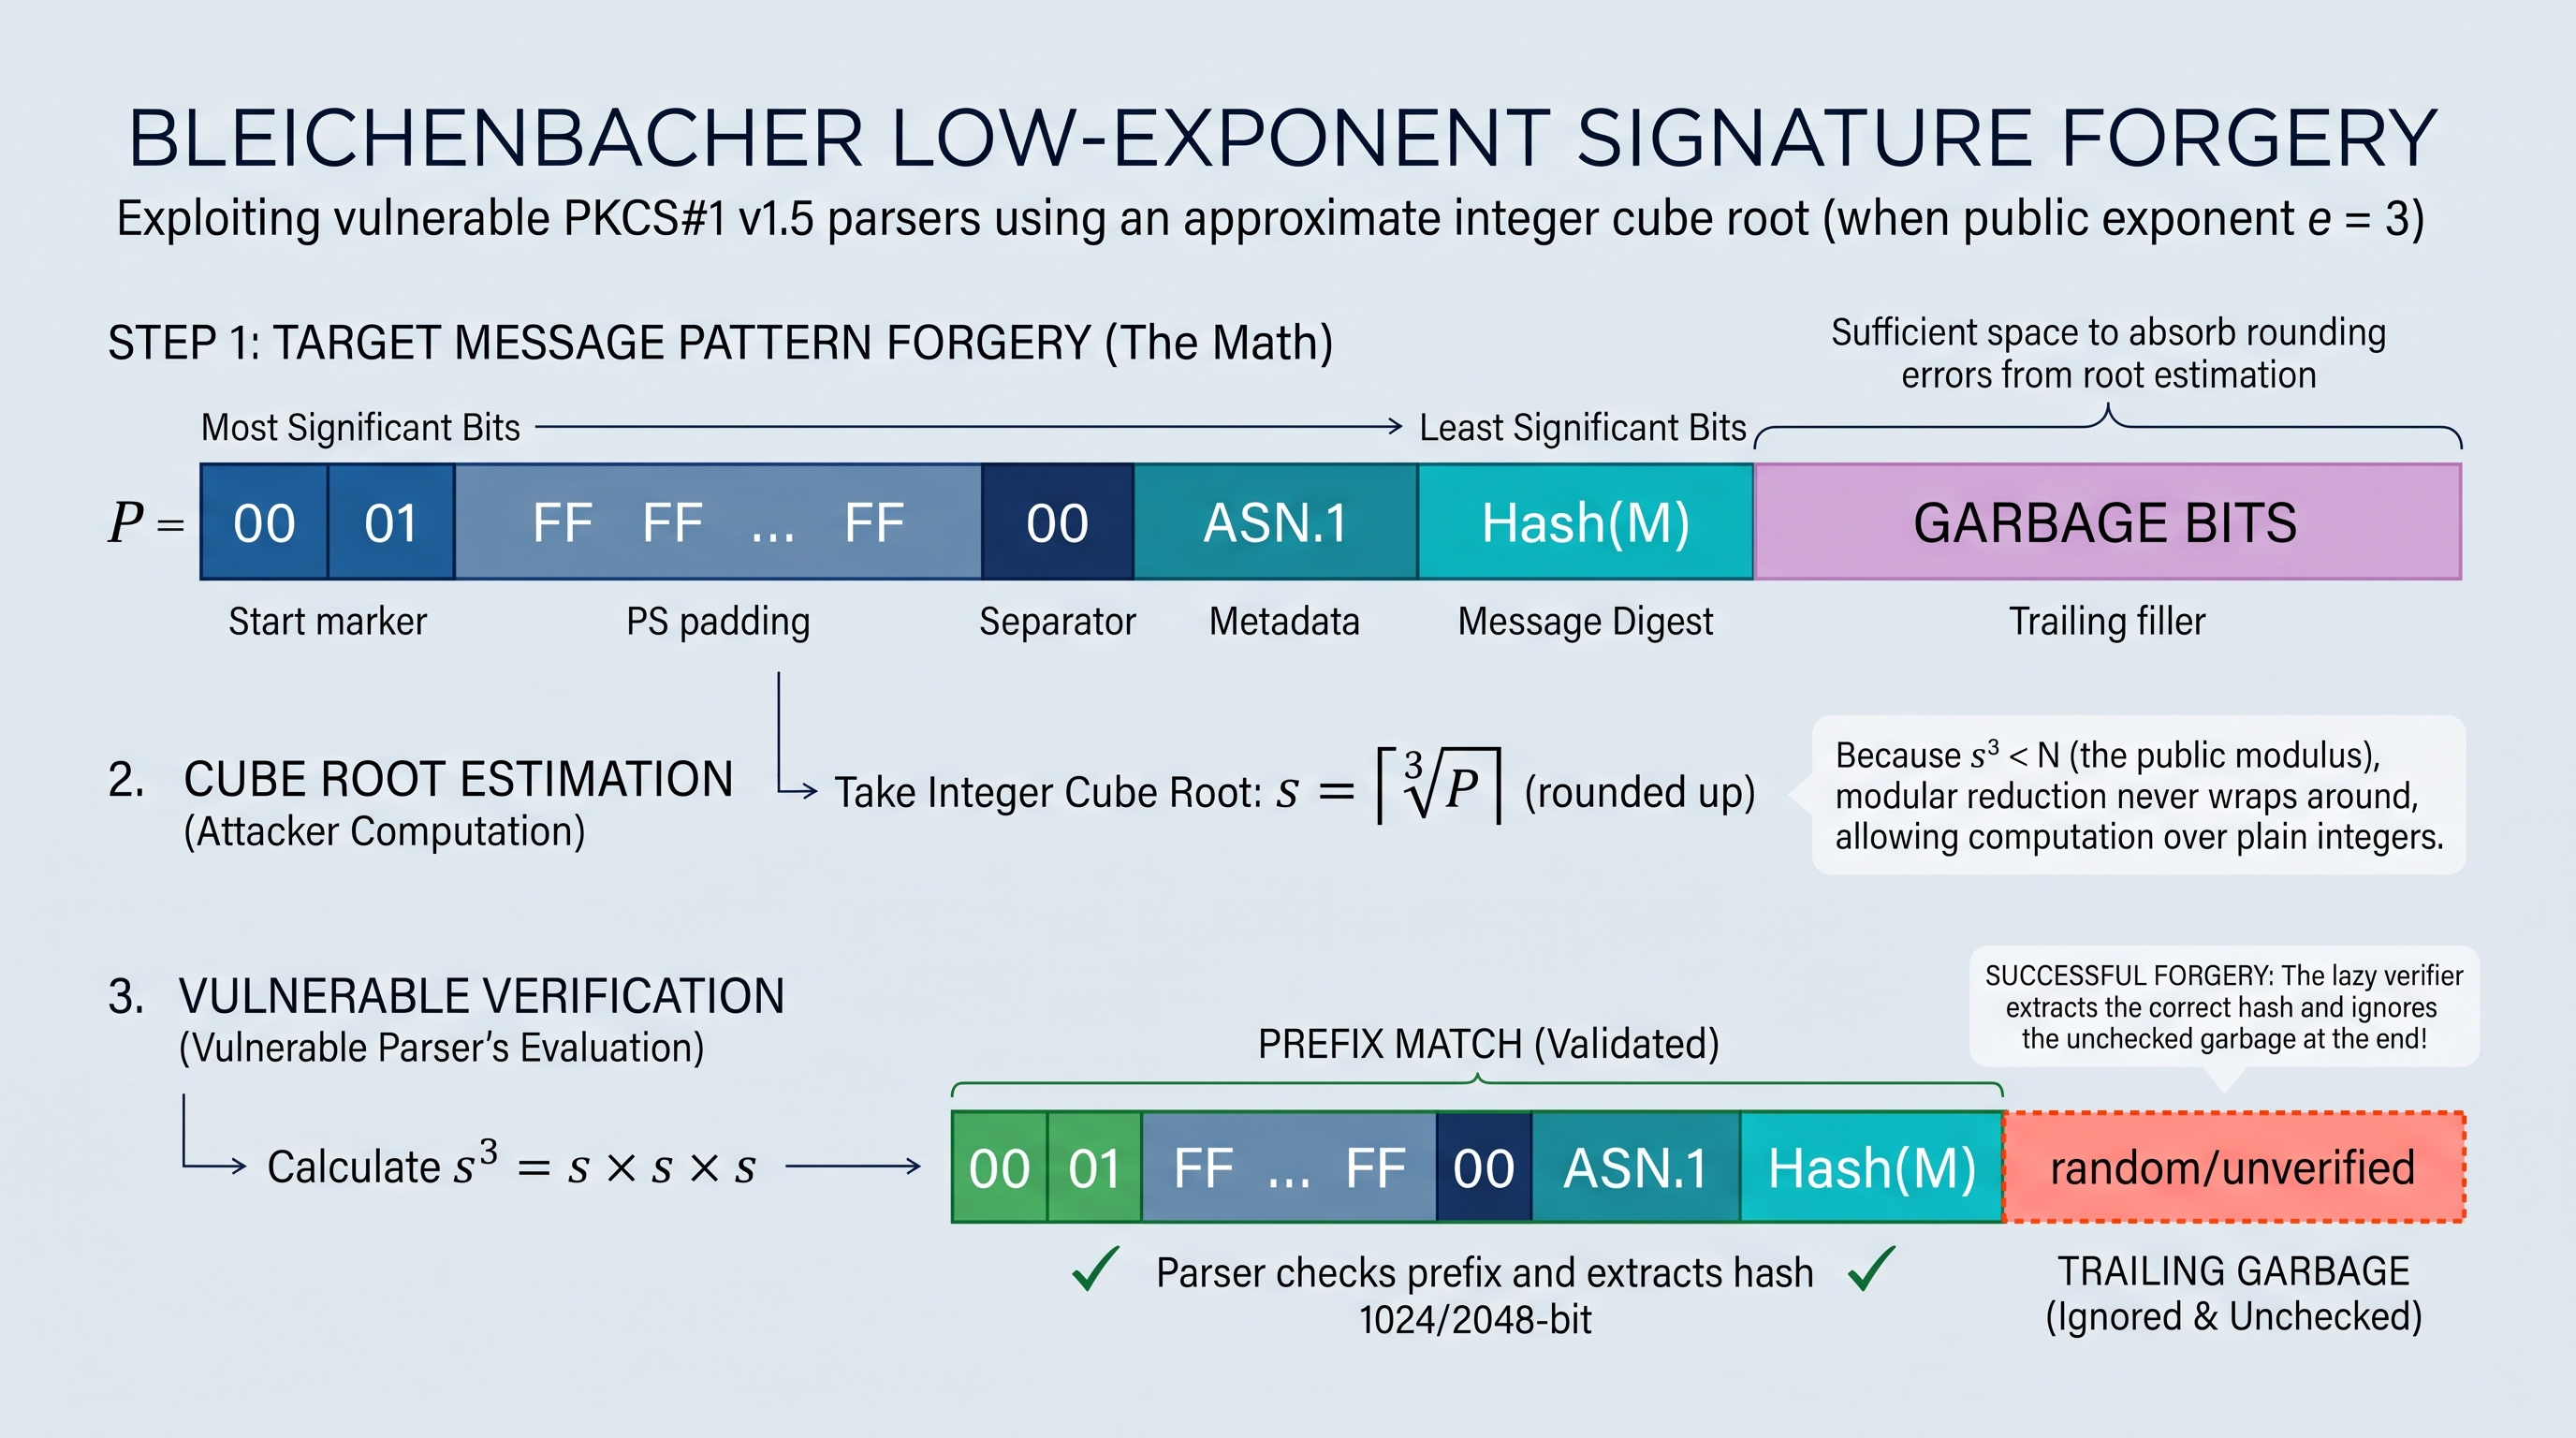 BLEICHENBACHER LOW-EXPONENT SIGNATURE FORGERY
Exploiting vulnerable PKCS#1 v1.5 parsers using an approximate integer cube root (when public exponent e = 3)
STEP 1: TARGET MESSAGE PATTERN FORGERY (The Math)
Sufficient space to absorb rounding
errors from root estimation
Most Significant Bits → Least Significant Bits
P = 00 01 FF FF ... FF 00 ASN.1 Hash(M) GARBAGE BITS
Start marker PS padding Separator Metadata Message Digest Trailing filler
2. CUBE ROOT ESTIMATION
(Attacker Computation)
Take Integer Cube Root: s = ⌈∛P⌉ (rounded up)
Because s³ < N (the public modulus),
modular reduction never wraps around,
allowing computation over plain integers.
3. VULNERABLE VERIFICATION
(Vulnerable Parser’s Evaluation)
Calculate s³ = s × s × s
PREFIX MATCH (Validated)
SUCCESSFUL FORGERY: The lazy verifier
extracts the correct hash and ignores
the unchecked garbage at the end!
00 01 FF ... FF 00 ASN.1 Hash(M) random/unverified
✓ Parser checks prefix and extracts hash ✓
1024/2048-bit
TRAILING GARBAGE
(Ignored & Unchecked)